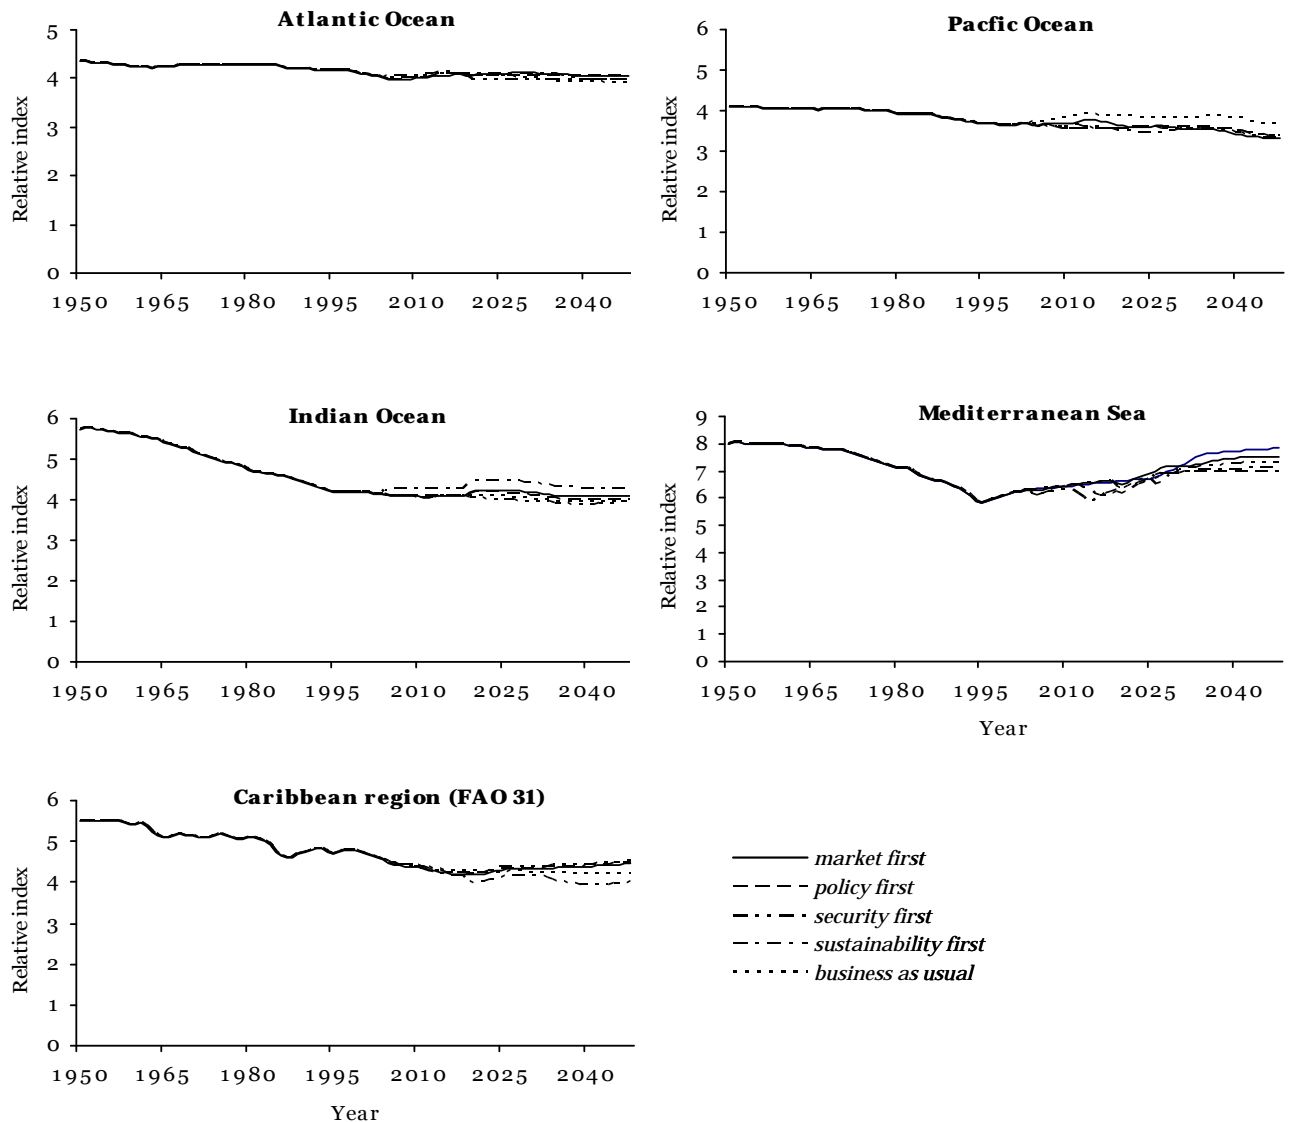 Atlantic Ocean
5
4
3
2
1
0
Relative index
1950 1965 1980 1995 2010 2025 2040
Pacfic Ocean
6
5
4
3
2
1
0
Relative index
1950 1965 1980 1995 2010 2025 2040
Indian Ocean
6
5
4
3
2
1
0
Relative index
1950 1965 1980 1995 2010 2025 2040
Mediterranean Sea
9
8
7
6
5
4
3
2
1
0
Relative index
1950 1965 1980 1995 2010 2025 2040
Year
Caribbean region (FAO 31)
6
5
4
3
2
1
0
Relative index
1950 1965 1980 1995 2010 2025 2040
Year
market first
policy first
security first
sustainability first
business as usual